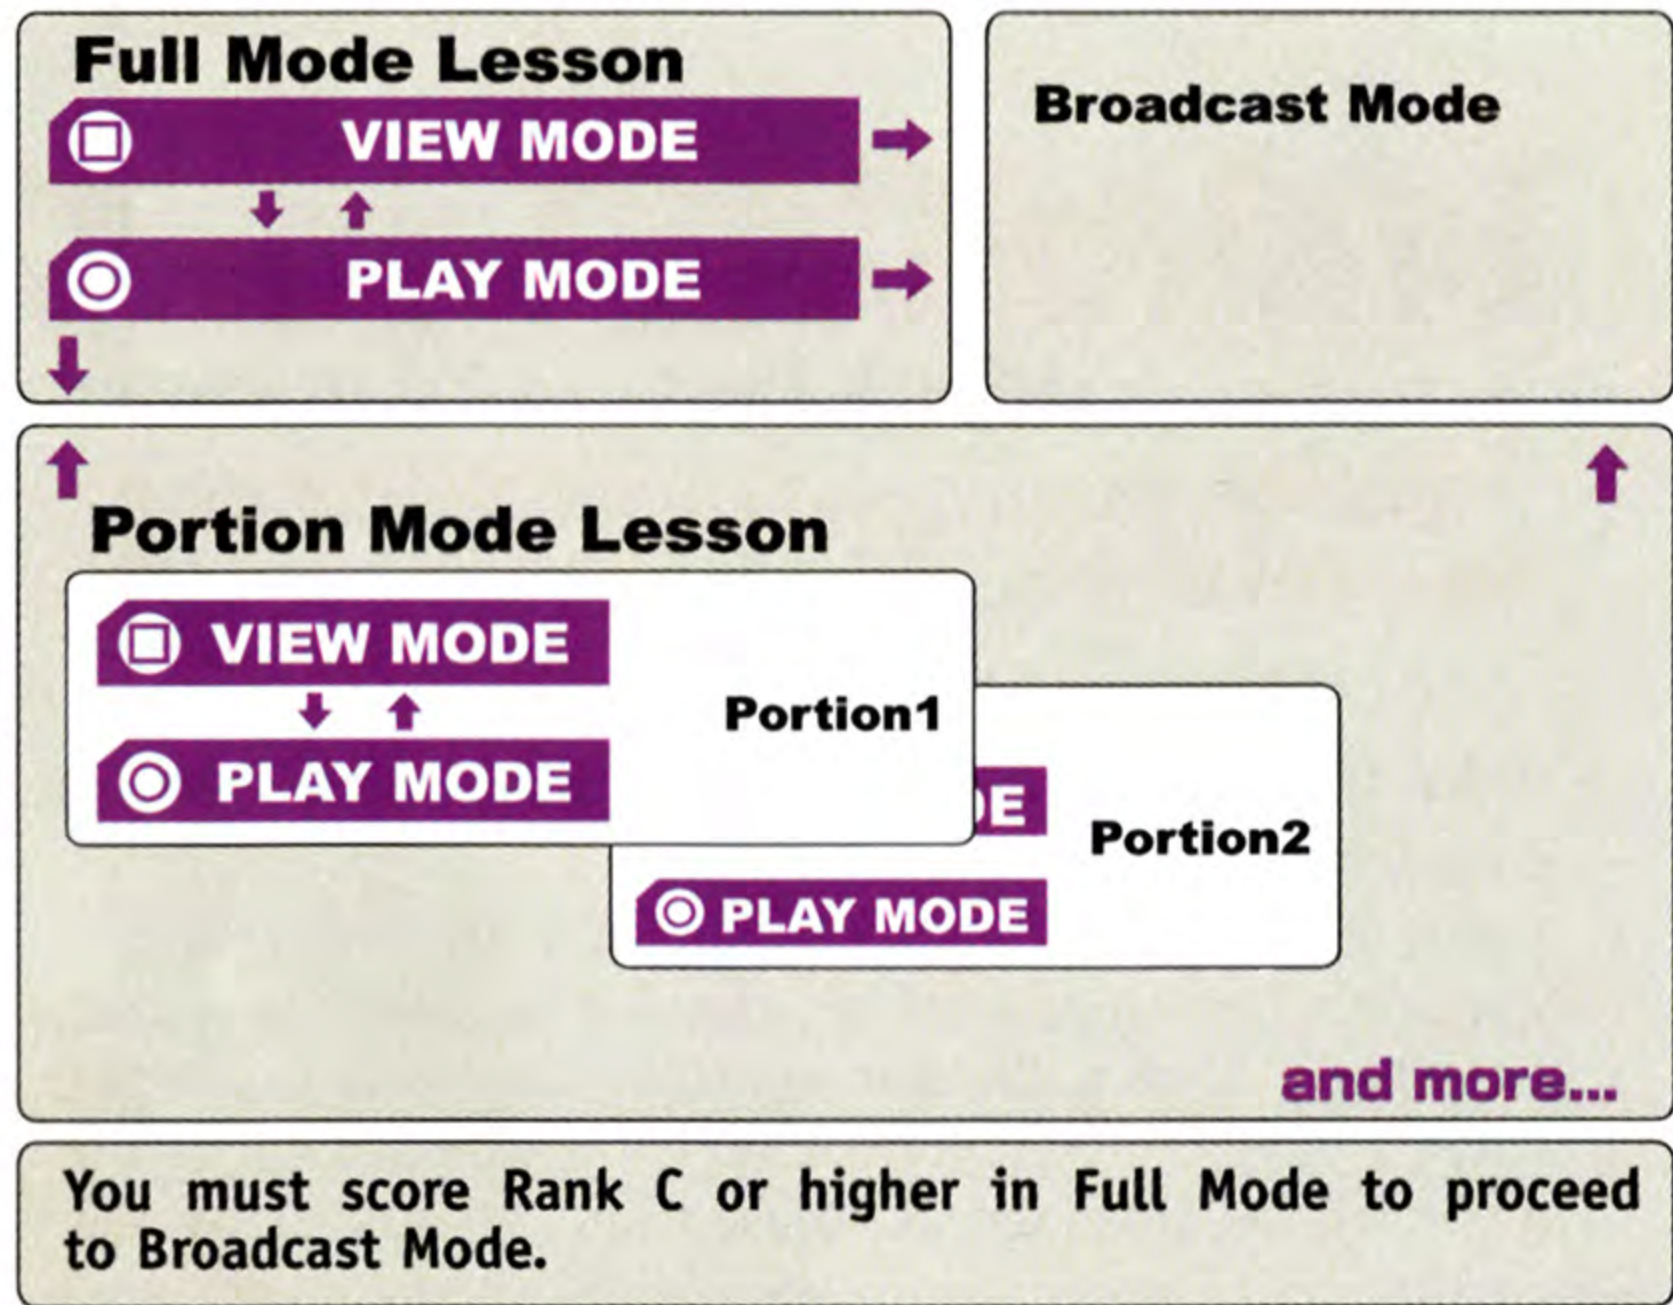 Full Mode Lesson
VIEW MODE
PLAY MODE
Broadcast Mode
Portion Mode Lesson
VIEW MODE
PLAY MODE
Portion1
DE
PLAY MODE
Portion2
and more...
You must score Rank C or higher in Full Mode to proceed
to Broadcast Mode.